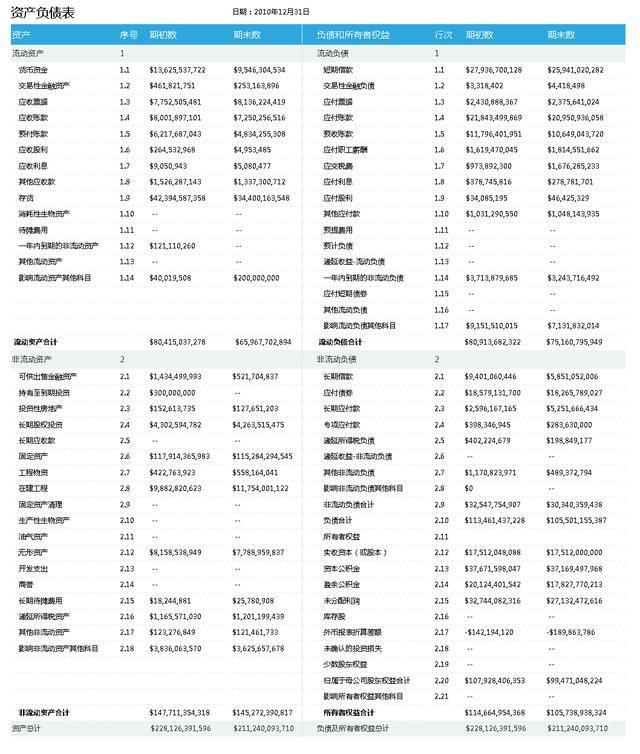 资产负债表 日期：2010年12月31日
资产 序号 期初数 期末数 负债和所有者权益 行次 期初数 期末数
流动资产 1 流动负债 1
货币资金 1.1 $13,625,537,722 $9,546,304,534 短期借款 1.1 $27,936,700,128 $25,941,020,282
交易性金融资产 1.2 $461,821,751 $253,163,896 交易性金融负债 1.2 $3,318,402 $4,418,498
应收票据 1.3 $7,752,505,481 $8,136,224,419 应付票据 1.3 $2,430,888,367 $2,375,641,024
应收账款 1.4 $8,001,897,101 $7,250,256,516 应付账款 1.4 $21,843,499,869 $20,950,936,058
预付账款 1.5 $6,217,687,043 $4,834,255,308 预收账款 1.5 $11,796,401,951 $10,649,043,720
应收股利 1.6 $264,532,968 $4,953,485 应付职工薪酬 1.6 $1,619,470,045 $1,814,551,662
应收利息 1.7 $9,050,943 $5,080,477 应交税费 1.7 $973,892,300 $1,676,285,233
其他应收款 1.8 $1,526,287,143 $1,337,300,712 应付利息 1.8 $378,745,816 $278,781,701
存货 1.9 $42,394,587,358 $34,400,163,548 应付股利 1.9 $34,085,195 $46,425,329
消耗性生物资产 1.10 -- -- 其他应付款 1.10 $1,031,290,550 $1,048,143,935
待摊费用 1.11 -- -- 预提费用 1.11 -- --
一年内到期的非流动资产 1.12 $121,110,260 -- 预计负债 1.12 -- --
其他流动资产 1.13 -- -- 递延收益-流动负债 1.13 -- --
影响流动资产其他科目 1.14 $40,019,508 $200,000,000 一年内到期的非流动负债 1.14 $3,713,879,685 $3,243,716,492
应付短期债券 1.15 -- --
其他流动负债 1.16 -- --
影响流动负债其他科目 1.17 $9,151,510,015 $7,131,832,014
流动资产合计 $80,415,037,278 $65,967,702,894 流动负债合计 $80,913,682,322 $75,160,795,949
非流动资产 2 非流动负债 2
可供出售金融资产 2.1 $1,434,499,993 $521,704,837 长期借款 2.1 $9,401,060,446 $5,851,052,006
持有至到期投资 2.2 $300,000,000 -- 应付债券 2.2 $18,579,131,700 $18,265,789,027
投资性房地产 2.3 $152,613,735 $127,651,203 长期应付款 2.3 $2,596,167,165 $5,251,666,434
长期股权投资 2.4 $4,302,594,782 $4,263,515,475 专项应付款 2.4 $398,346,945 $283,630,000
长期应收款 2.5 -- -- 递延所得税负债 2.5 $402,224,679 $198,849,177
固定资产 2.6 $117,914,365,983 $115,284,294,545 递延收益-非流动负债 2.6 -- --
工程物资 2.7 $422,763,923 $558,164,041 其他非流动负债 2.7 $1,170,823,971 $489,372,794
在建工程 2.8 $9,882,820,623 $11,754,001,122 影响非流动负债其他科目 2.8 $0 --
固定资产清理 2.9 -- -- 非流动负债合计 2.9 $32,547,754,907 $30,340,359,438
生产性生物资产 2.10 -- -- 负债合计 2.10 $113,461,437,228 $105,501,155,387
油气资产 2.11 -- -- 所有者权益 2.11
无形资产 2.12 $8,158,538,949 $7,788,959,837 实收资本（或股本） 2.12 $17,512,048,088 $17,512,000,000
开发支出 2.13 -- -- 资本公积金 2.13 $37,671,598,047 $37,169,497,968
商誉 2.14 -- -- 盈余公积金 2.14 $20,124,401,542 $17,827,770,213
长期待摊费用 2.15 $18,244,881 $25,780,908 未分配利润 2.15 $32,744,082,316 $27,132,472,616
递延所得税资产 2.16 $1,165,571,030 $1,201,199,439 库存股 2.16 -- --
其他非流动资产 2.17 $123,276,849 $121,461,733 外币报表折算差额 2.17 -$142,194,120 -$189,863,786
影响非流动资产其他科目 2.18 $3,836,063,570 $3,625,657,678 未确认的投资损失 2.18 -- --
少数股东权益 2.19 -- --
归属于母公司股东权益合计 2.20 $107,928,406,353 $99,471,048,224
影响所有者权益其他科目 2.21 -- --
非流动资产合计 $147,711,354,318 $145,272,390,817 所有者权益合计 $114,664,954,368 $105,738,938,324
资产总计 $228,126,391,596 $211,240,093,710 负债及所有者权益总计 $228,126,391,596 $211,240,093,710